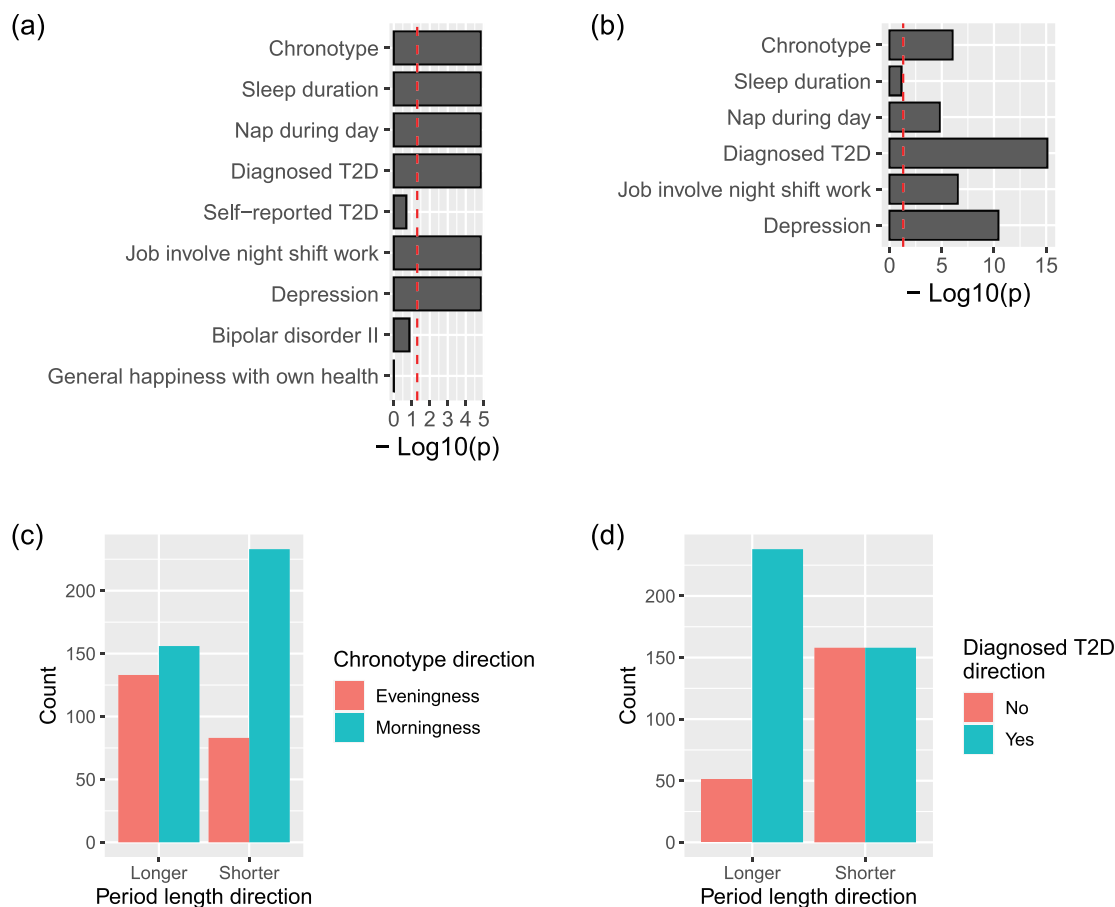 (a)
Chronotype
Sleep duration
Nap during day
Diagnosed T2D
Self−reported T2D
Job involve night shift work
Depression
Bipolar disorder II
General happiness with own health
0 1 2 3 4 5
− Log10(p)
(b)
Chronotype
Sleep duration
Nap during day
Diagnosed T2D
Job involve night shift work
Depression
0 5 10 15
− Log10(p)
(c)
Count
200
150
100
50
0
Longer Shorter
Period length direction
Chronotype direction
Eveningness
Morningness
(d)
Count
200
150
100
50
0
Longer Shorter
Period length direction
Diagnosed T2D
direction
No
Yes